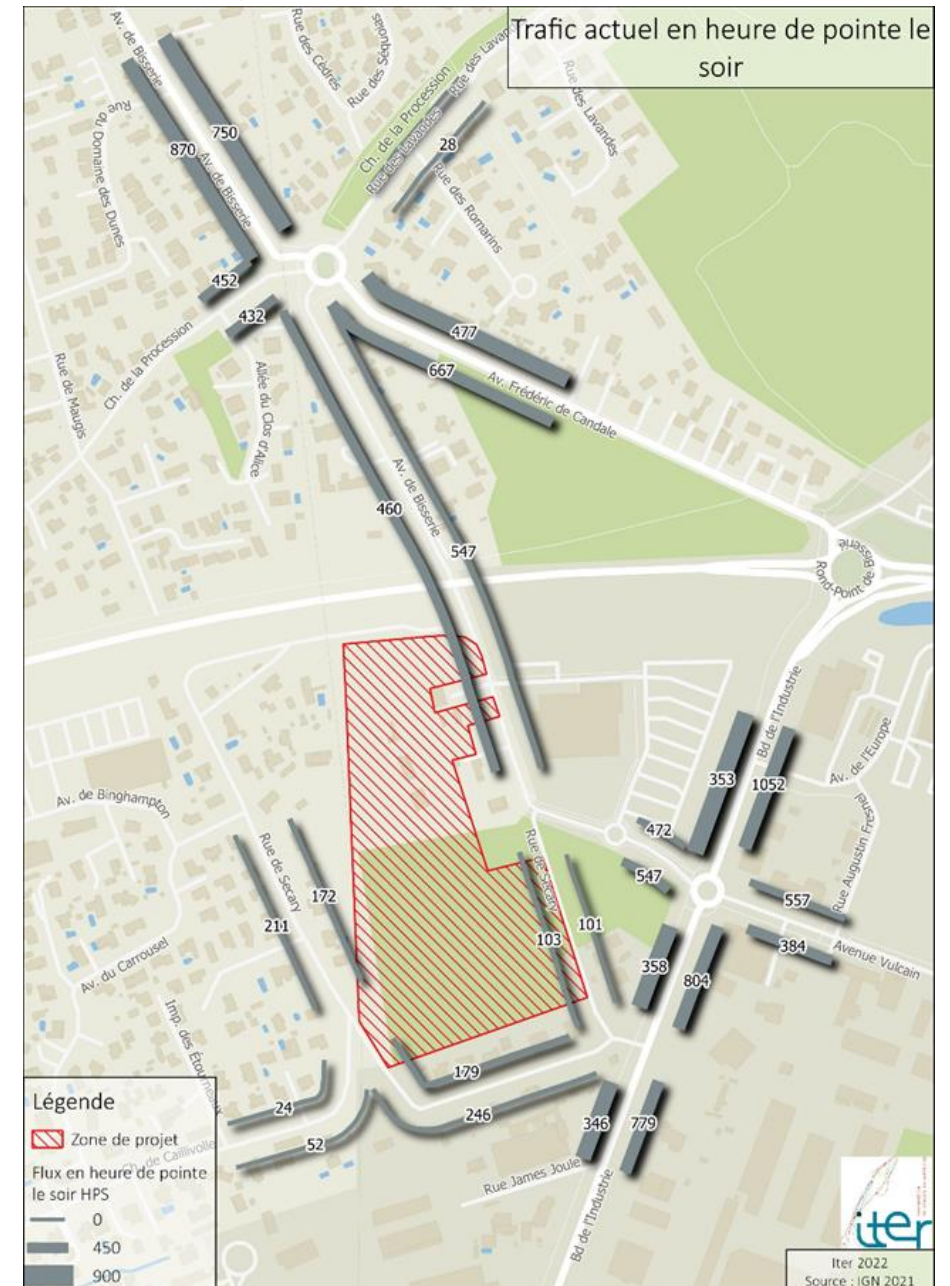 Trafic actuel en heure de pointe le
soir
Av. de Bisserie
Rue des Cèdres
Rue des Lavandes
Rue du Domaine des Dunes
750
870
Av. de Bisserie
Ch. de la Procession
Rue des Lavandes
28
Rue des Lavandes
Rue des Romarins
452
432
Ch. de la Procession
Rue de Maugis
Allée du Clos d'Alice
477
667
Av. Frédéric de Candale
Av. de Bisserie
460
547
Rond-Point de Bisserie
Bd de l'Industrie
Av. de l'Europe
353
1052
Av. de Binghampton
Rue de Secary
172
211
Rue de Secary
103
101
472
547
Rue Augustin Fresnel
557
384
Avenue Vulcain
358
804
Av. du Carrousel
Imp. des Étourneaux
179
246
24
52
Ch. de Caillivolle
346
779
Rue James Joule
Bd de l'Industrie
Légende
Zone de projet
Flux en heure de pointe
le soir HPS
0
450
900
iter
Iter 2022
Source : IGN 2021